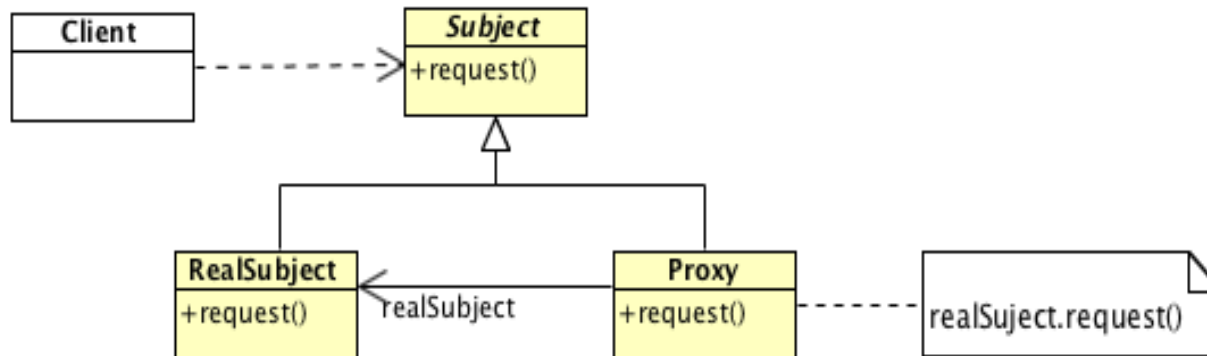 Client
Subject
+request()
RealSubject
+request()
realSubject
Proxy
+request()
realSuject.request()